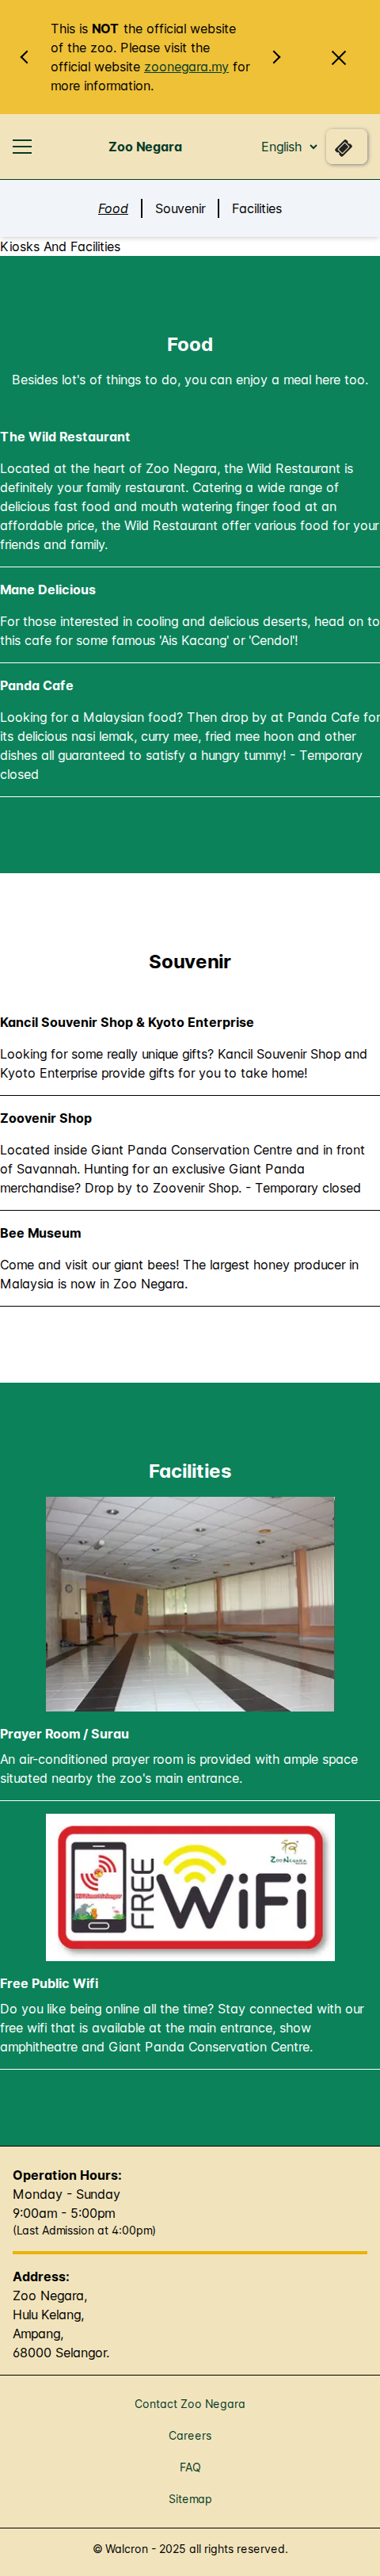 This is NOT the official website
of the zoo. Please visit the
official website zoonegara.my for
more information.
Zoo Negara
English
Food
Souvenir
Facilities
Kiosks And Facilities
Food
Besides lot's of things to do, you can enjoy a meal here too.
The Wild Restaurant
Located at the heart of Zoo Negara, the Wild Restaurant is
definitely your family restaurant. Catering a wide range of
delicious fast food and mouth watering finger food at an
affordable price, the Wild Restaurant offer various food for your
friends and family.
Mane Delicious
For those interested in cooling and delicious deserts, head on to
this cafe for some famous 'Ais Kacang' or 'Cendol'!
Panda Cafe
Looking for a Malaysian food? Then drop by at Panda Cafe for
its delicious nasi lemak, curry mee, fried mee hoon and other
dishes all guaranteed to satisfy a hungry tummy! - Temporary
closed
Souvenir
Kancil Souvenir Shop & Kyoto Enterprise
Looking for some really unique gifts? Kancil Souvenir Shop and
Kyoto Enterprise provide gifts for you to take home!
Zoovenir Shop
Located inside Giant Panda Conservation Centre and in front
of Savannah. Hunting for an exclusive Giant Panda
merchandise? Drop by to Zoovenir Shop. - Temporary closed
Bee Museum
Come and visit our giant bees! The largest honey producer in
Malaysia is now in Zoo Negara.
Facilities
Prayer Room / Surau
An air-conditioned prayer room is provided with ample space
situated nearby the zoo's main entrance.
ZOO NEGARA
FREE
WiFi
Free Public Wifi
Do you like being online all the time? Stay connected with our
free wifi that is available at the main entrance, show
amphitheatre and Giant Panda Conservation Centre.
Operation Hours:
Monday - Sunday
9:00am - 5:00pm
(Last Admission at 4:00pm)
Address:
Zoo Negara,
Hulu Kelang,
Ampang,
68000 Selangor.
Contact Zoo Negara
Careers
FAQ
Sitemap
© Walcron - 2025 all rights reserved.